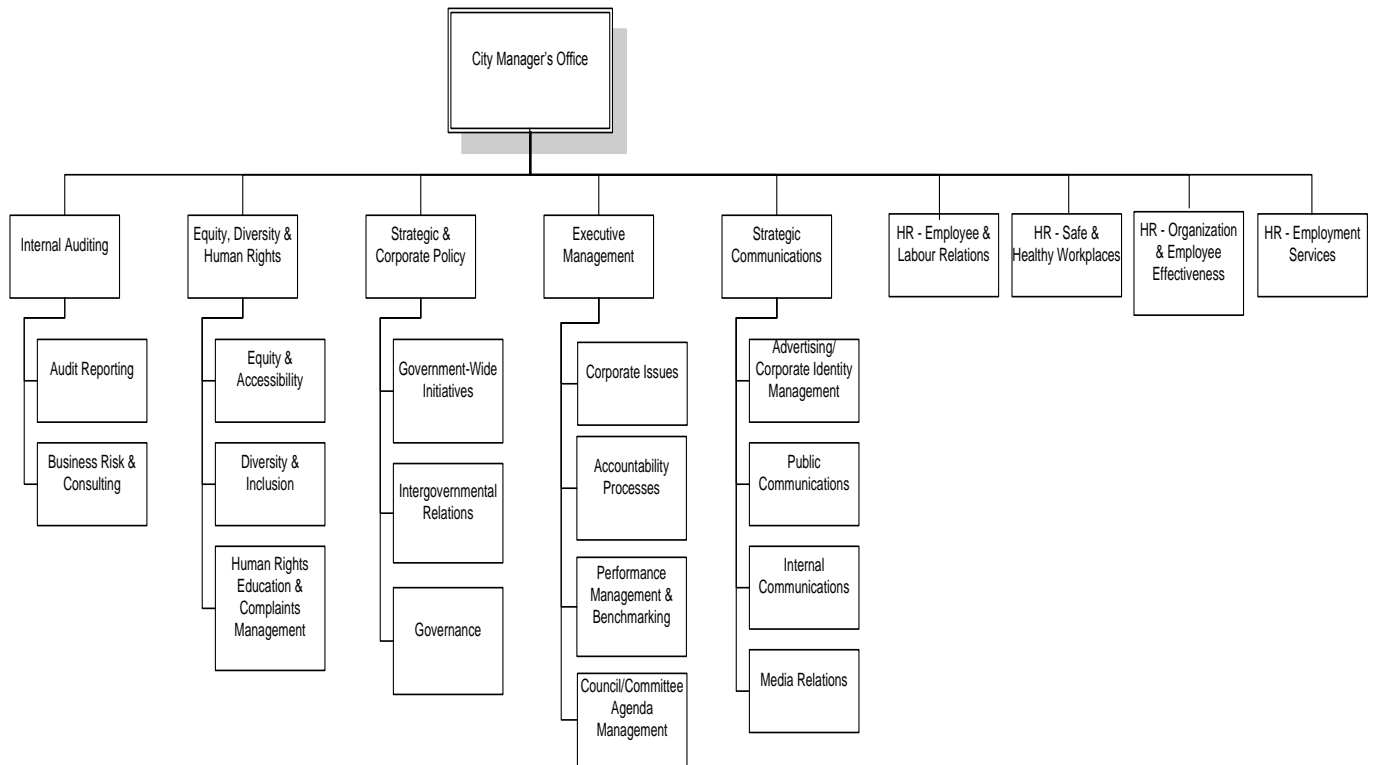 City Manager's Office
Internal Auditing
Equity, Diversity &
Human Rights
Strategic &
Corporate Policy
Executive
Management
Strategic
Communications
HR - Employee &
Labour Relations
HR - Safe &
Healthy Workplaces
HR - Organization
& Employee
Effectiveness
HR - Employment
Services
Audit Reporting
Business Risk &
Consulting
Equity &
Accessibility
Diversity &
Inclusion
Human Rights
Education &
Complaints
Management
Government-Wide
Initiatives
Intergovernmental
Relations
Governance
Corporate Issues
Accountability
Processes
Performance
Management &
Benchmarking
Council/Committee
Agenda
Management
Advertising/
Corporate Identity
Management
Public
Communications
Internal
Communications
Media Relations